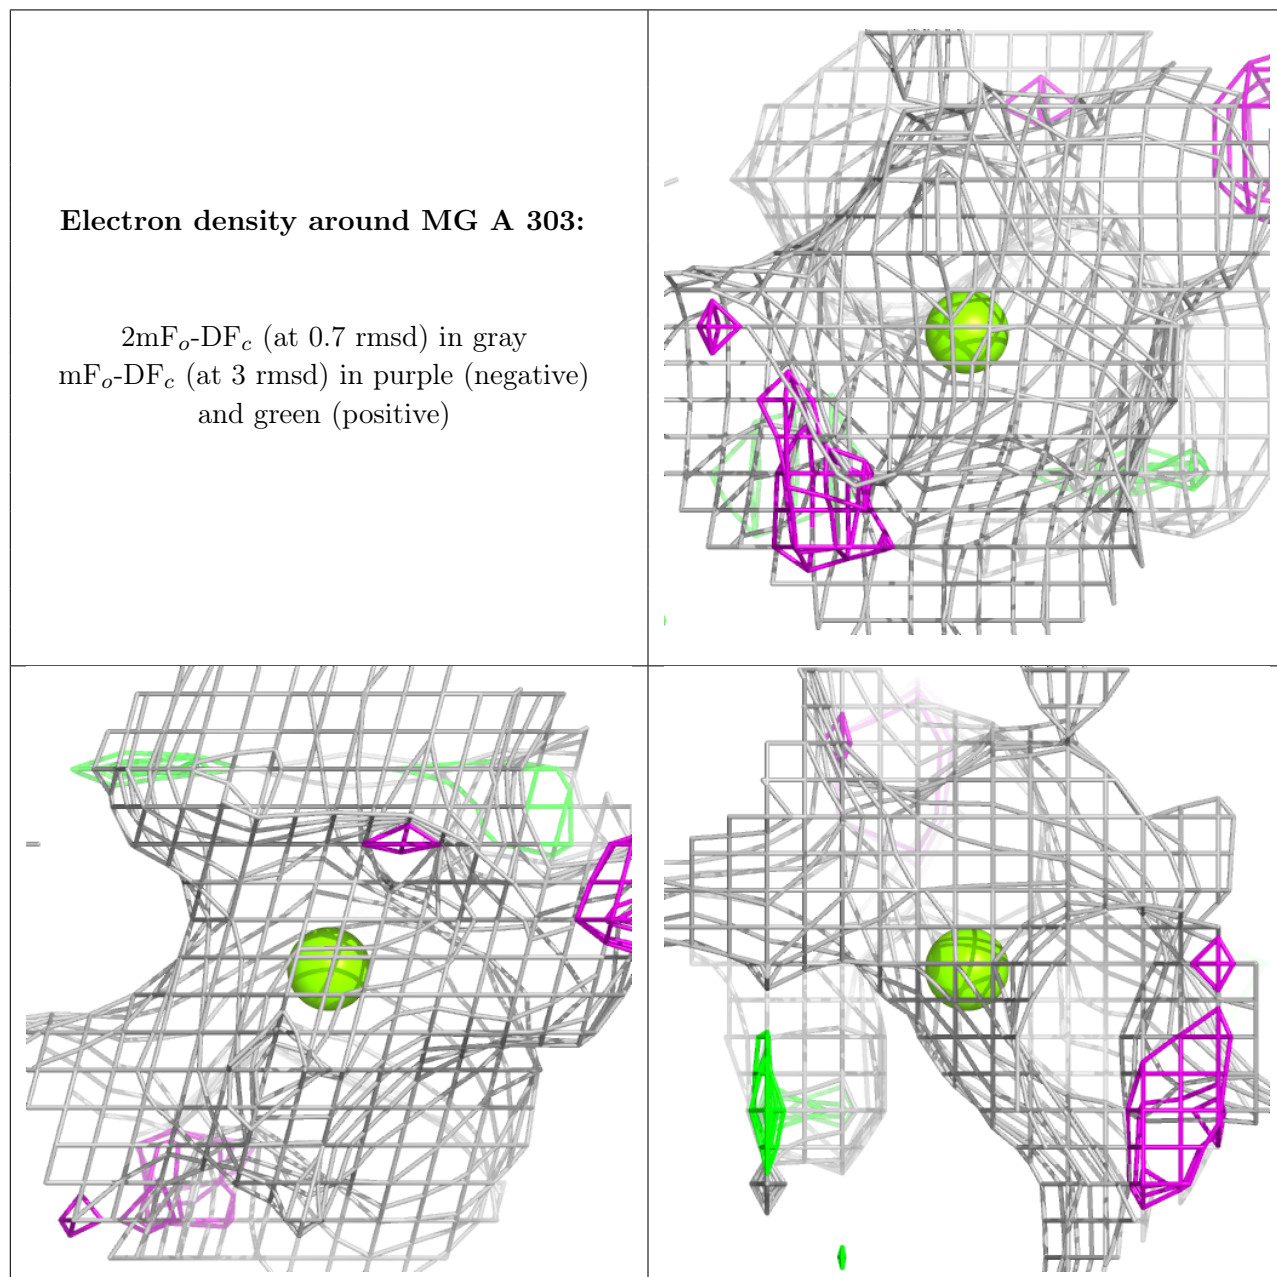 Electron density around MG A 303:
2mFo-DFc (at 0.7 rmsd) in gray
mFo-DFc (at 3 rmsd) in purple (negative)
and green (positive)